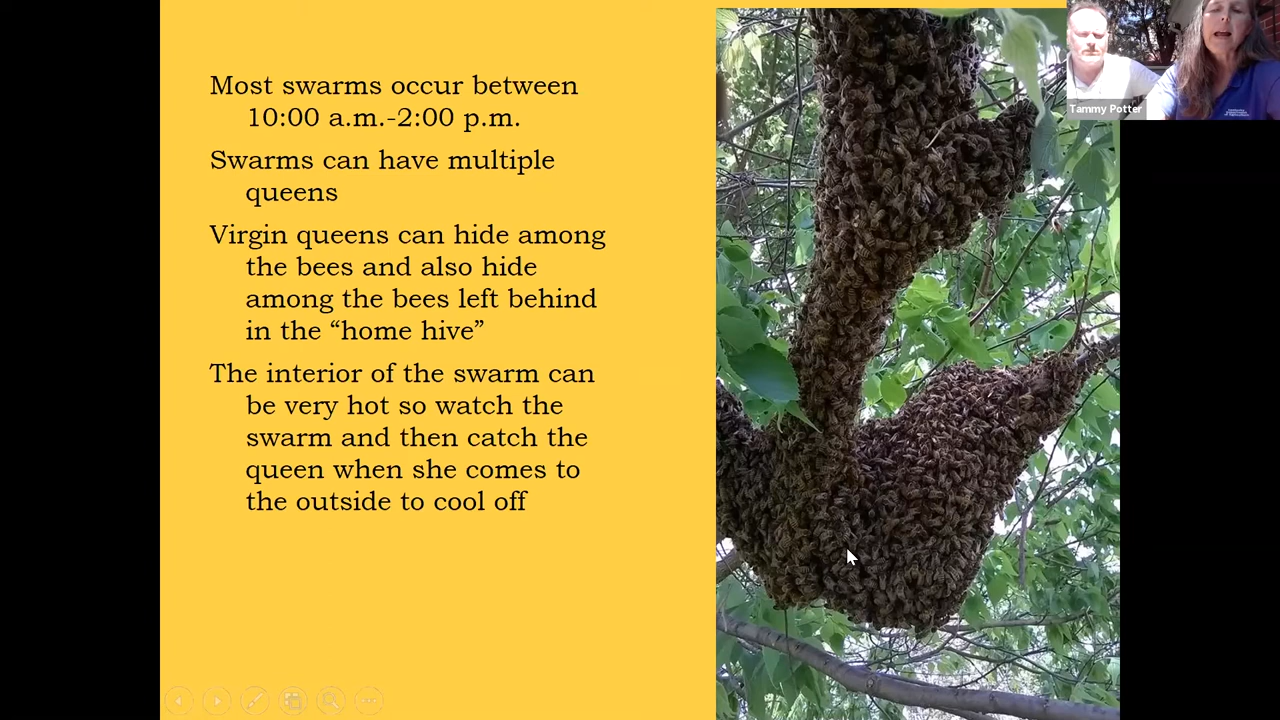 Most swarms occur between
10:00 a.m.-2:00 p.m.
Swarms can have multiple
queens
Virgin queens can hide among
the bees and also hide
among the bees left behind
in the “home hive”
The interior of the swarm can
be very hot so watch the
swarm and then catch the
queen when she comes to
the outside to cool off
Tammy Potter